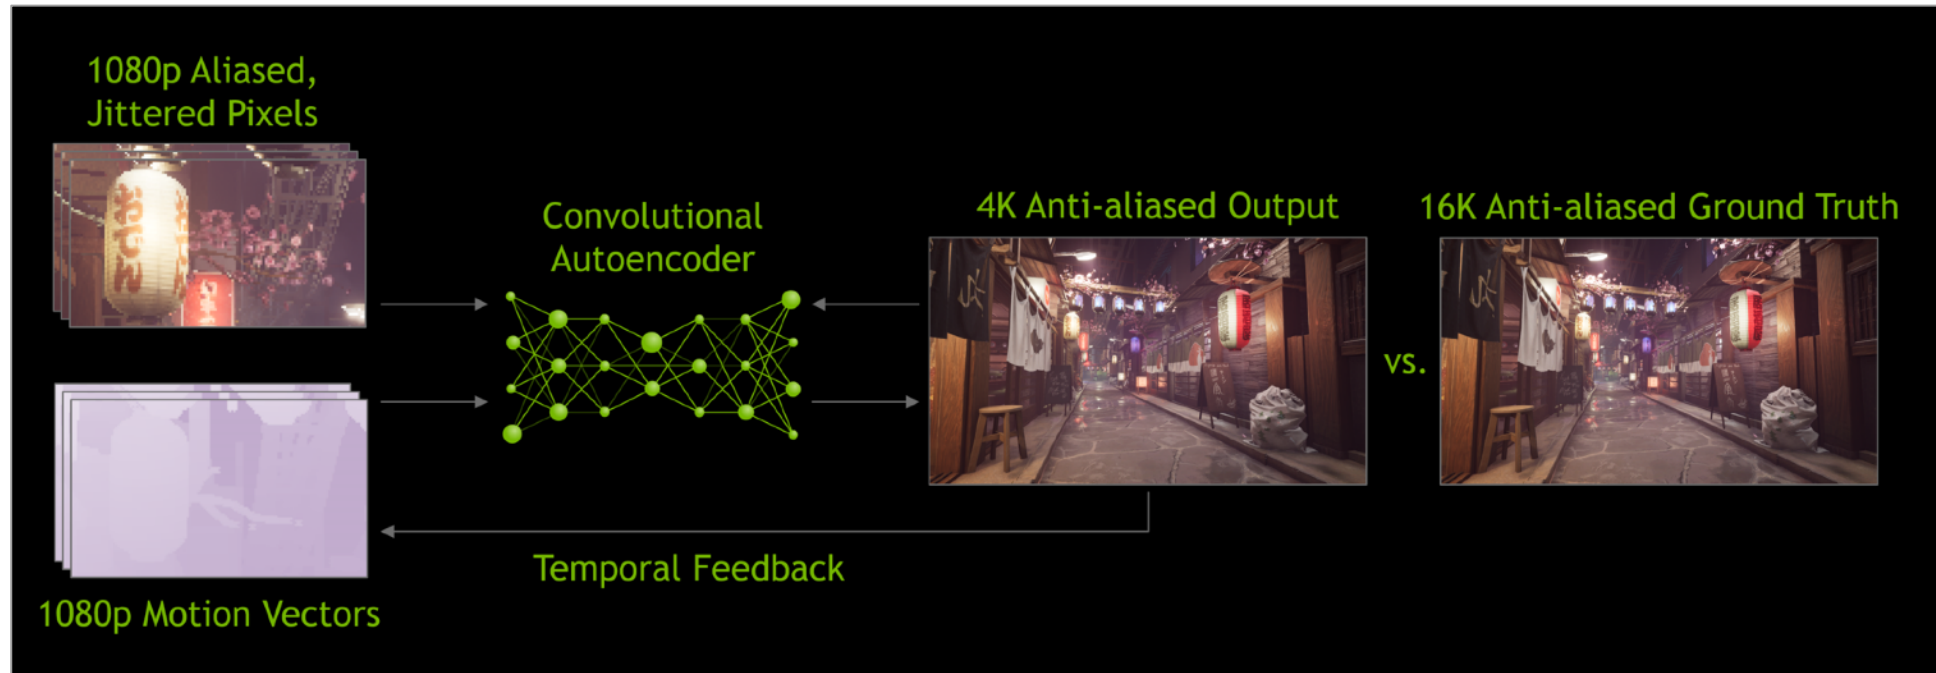 1080p Aliased,
Jittered Pixels
Convolutional
Autoencoder
4K Anti-aliased Output
16K Anti-aliased Ground Truth
vs.
Temporal Feedback
1080p Motion Vectors